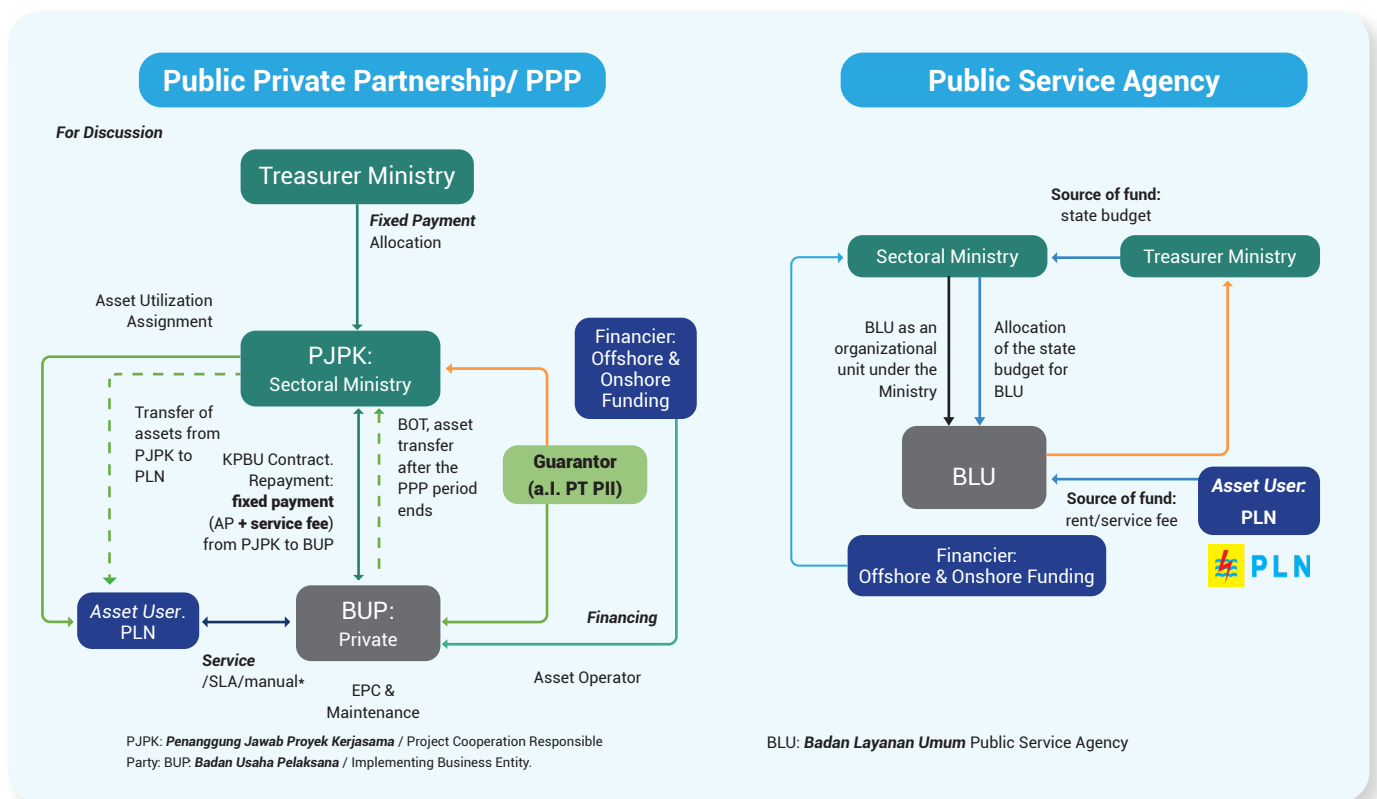 Public Private Partnership/ PPP
For Discussion
Treasurer Ministry
Fixed Payment
Allocation
Asset Utilization
Assignment
PJPK:
Sectoral Ministry
Financier:
Offshore &
Onshore
Funding
Transfer of
assets from
PJPK to
PLN
KPBU Contract.
Repayment:
fixed payment
(AP + service fee)
from PJPK to BUP
BOT, asset
transfer
after the
PPP period
ends
Guarantor
(a.l. PT PII)
Asset User.
PLN
BUP:
Private
Financing
Service
/SLA/manual*
EPC &
Maintenance
Asset Operator
PJPK: Penanggung Jawab Proyek Kerjasama / Project Cooperation Responsible
Party: BUP: Badan Usaha Pelaksana / Implementing Business Entity.
Public Service Agency
Source of fund:
state budget
Sectoral Ministry
Treasurer Ministry
BLU as an
organizational
unit under the
Ministry
Allocation
of the state
budget for
BLU
BLU
Source of fund:
rent/service fee
Asset User:
PLN
PLN
Financier:
Offshore & Onshore Funding
BLU: Badan Layanan Umum Public Service Agency